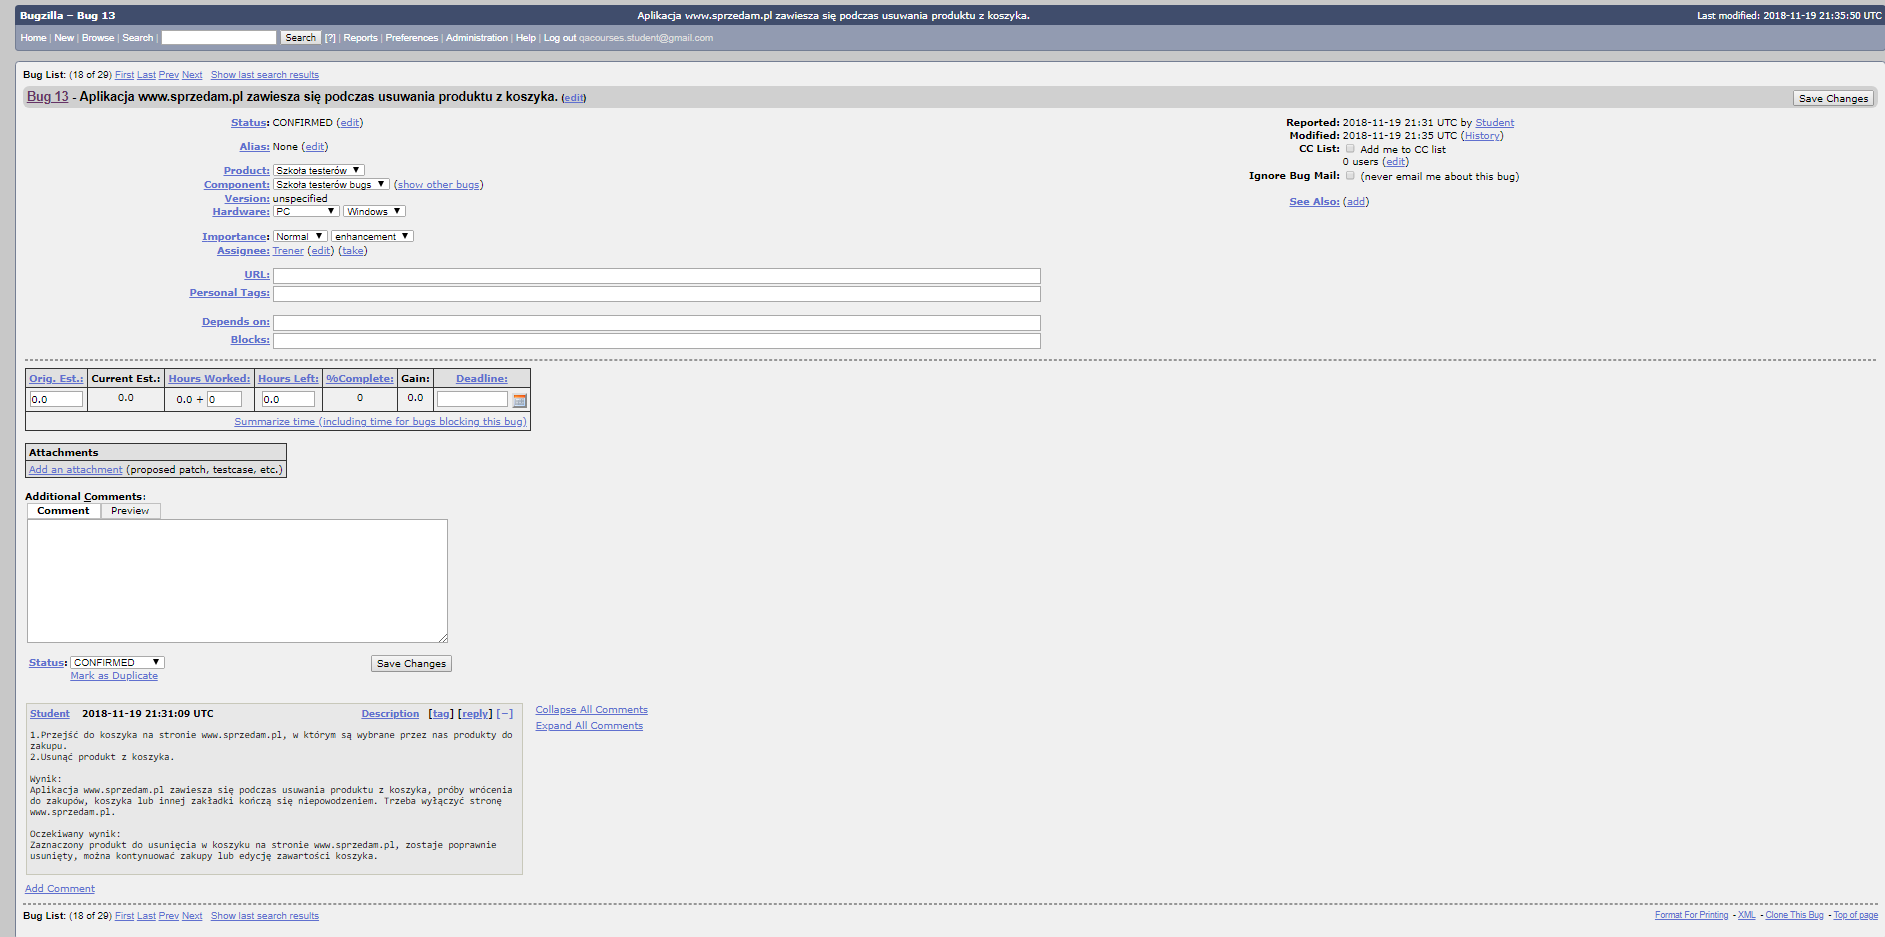 Bugzilla – Bug 13 Aplikacja www.sprzedam.pl zawiesza się podczas usuwania produktu z koszyka. Last modified: 2018-11-19 21:35:50 UTC
Home | New | Browse | Search | Search [?] | Reports | Preferences | Administration | Help | Log out qacourses.student@gmail.com
Bug List: (18 of 29) First Last Prev Next Show last search results
Bug 13 - Aplikacja www.sprzedam.pl zawiesza się podczas usuwania produktu z koszyka. (edit) Save Changes
Status: CONFIRMED (edit)
Alias: None (edit)
Product: Szkoła testerów
Component: Szkoła testerów bugs (show other bugs)
Version: unspecified
Hardware: PC Windows
Importance: Normal enhancement
Assignee: Trener (edit) (take)
URL:
Personal Tags:
Depends on:
Blocks:
Reported: 2018-11-19 21:31 UTC by Student
Modified: 2018-11-19 21:35 UTC (History)
CC List: Add me to CC list
0 users (edit)
Ignore Bug Mail: (never email me about this bug)
See Also: (add)
Orig. Est.: Current Est.: Hours Worked: Hours Left: %Complete: Gain: Deadline:
0.0 0.0 0.0 + 0 0.0 0 0.0
Summarize time (including time for bugs blocking this bug)
Attachments
Add an attachment (proposed patch, testcase, etc.)
Additional Comments:
Comment Preview
Status: CONFIRMED Save Changes
Mark as Duplicate
Student 2018-11-19 21:31:09 UTC Description [tag] [reply] [−]
1.Przejść do koszyka na stronie www.sprzedam.pl, w którym są wybrane przez nas produkty do
zakupu.
2.Usunąć produkt z koszyka.
Wynik:
Aplikacja www.sprzedam.pl zawiesza się podczas usuwania produktu z koszyka, próby wrócenia
do zakupów, koszyka lub innej zakładki kończą się niepowodzeniem. Trzeba wyłączyć stronę
www.sprzedam.pl.
Oczekiwany wynik:
Zaznaczony produkt do usunięcia w koszyku na stronie www.sprzedam.pl, zostaje poprawnie
usunięty, można kontynuować zakupy lub edycję zawartości koszyka.
Collapse All Comments
Expand All Comments
Add Comment
Bug List: (18 of 29) First Last Prev Next Show last search results
Format For Printing - XML - Clone This Bug - Top of page